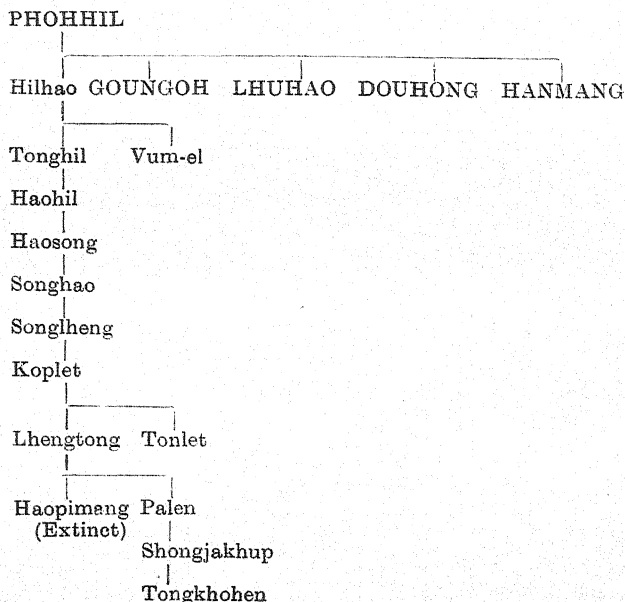 PHOHHIL
Hilhao GOUNGOH LHUHAO DOUHONG HANMANG
Tonghil Vum-el
Haohil
Haosong
Songhao
Songlheng
Koplet
Lhengtong Tonlet
Haopimang Palen
(Extinct)
Shongjakhup
Tongkhohen